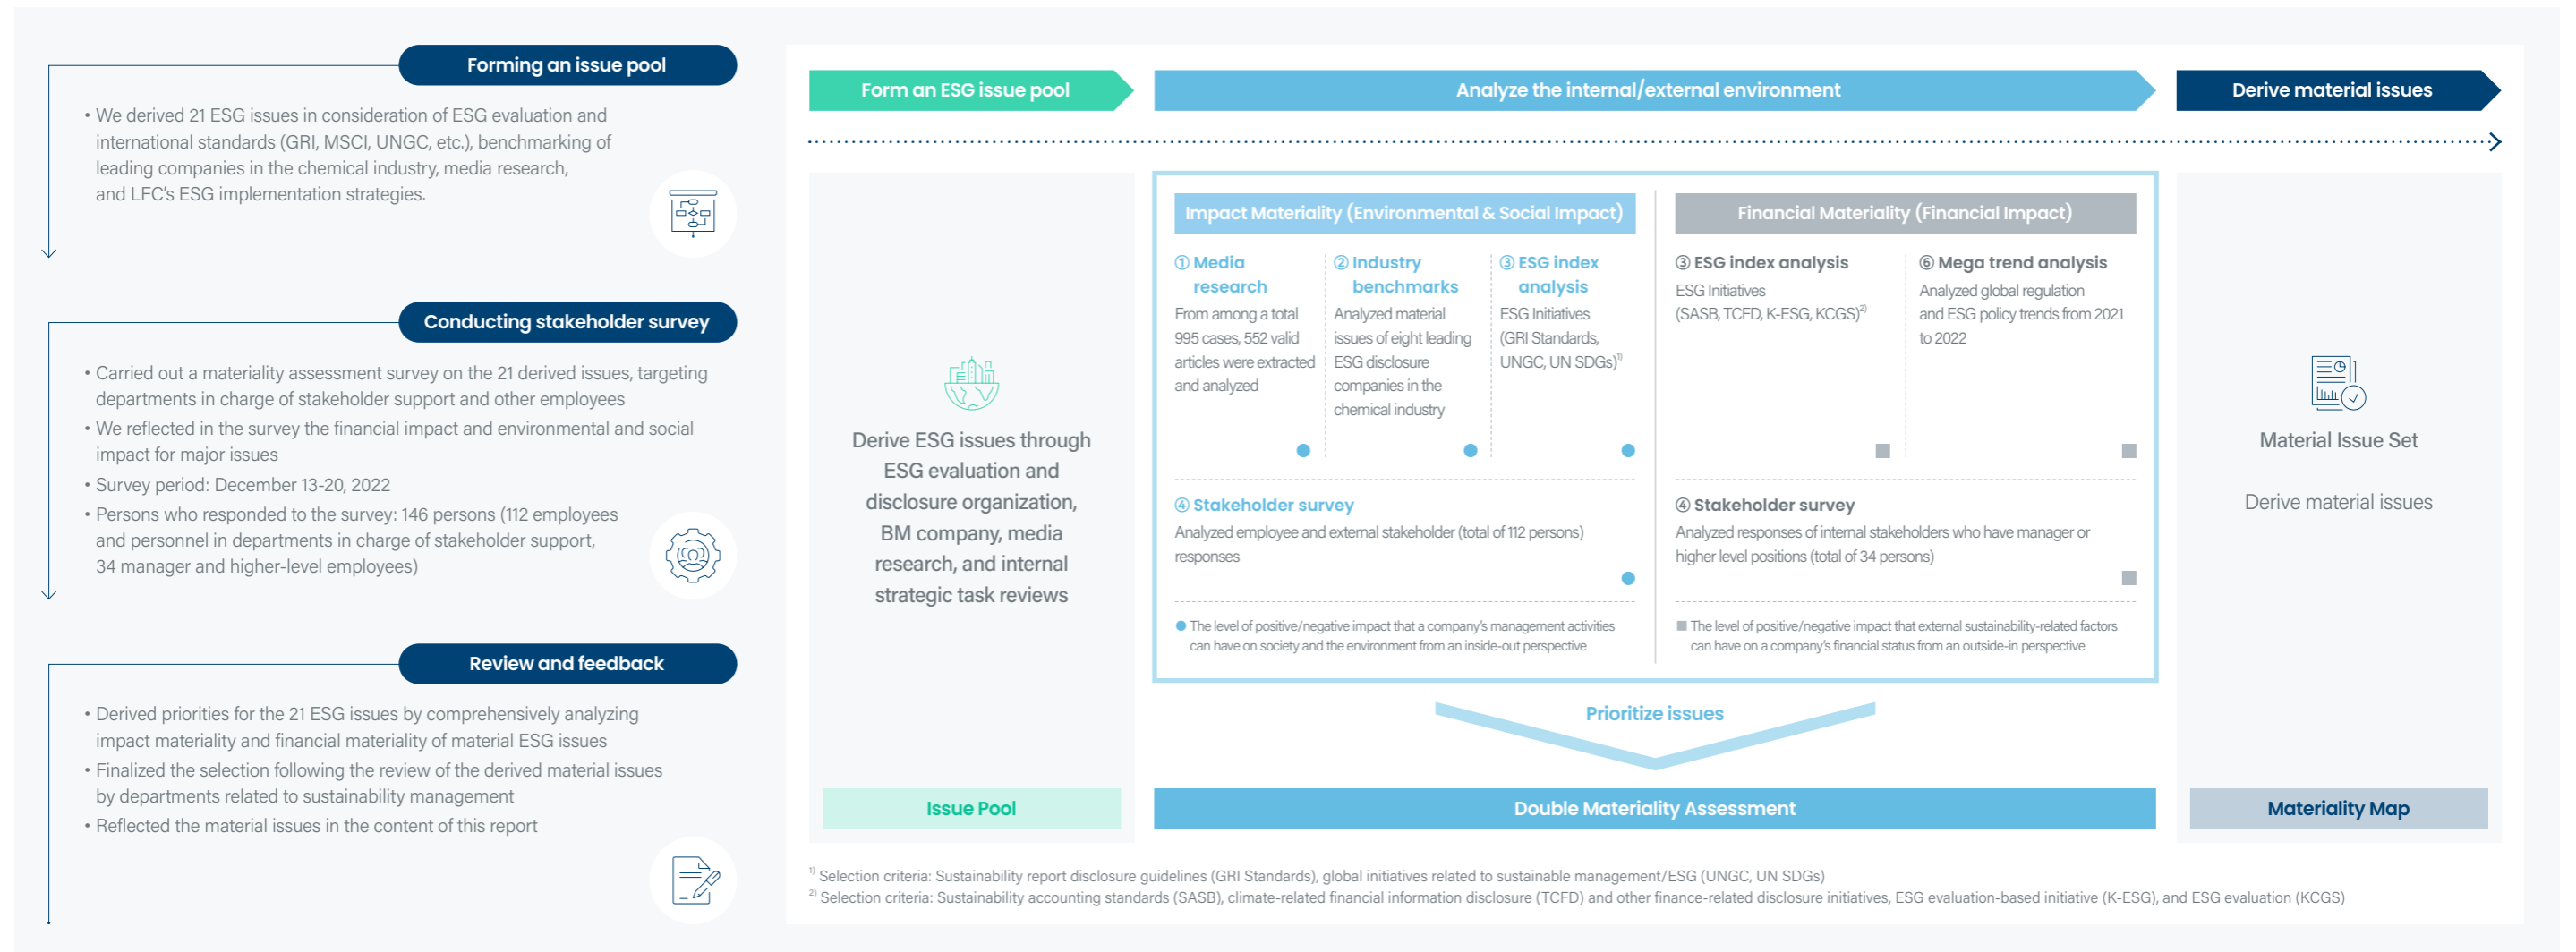 Forming an issue pool
• We derived 21 ESG issues in consideration of ESG evaluation and
international standards (GRI, MSCI, UNGC, etc.), benchmarking of
leading companies in the chemical industry, media research,
and LFC's ESG implementation strategies.
Conducting stakeholder survey
• Carried out a materiality assessment survey on the 21 derived issues, targeting
departments in charge of stakeholder support and other employees
• We reflected in the survey the financial impact and environmental and social
impact for major issues
• Survey period: December 13-20, 2022
• Persons who responded to the survey: 146 persons (112 employees
and personnel in departments in charge of stakeholder support,
34 manager and higher-level employees)
Review and feedback
• Derived priorities for the 21 ESG issues by comprehensively analyzing
impact materiality and financial materiality of material ESG issues
• Finalized the selection following the review of the derived material issues
by departments related to sustainability management
• Reflected the material issues in the content of this report
Form an ESG issue pool
Analyze the internal/external environment
Derive material issues
Derive ESG issues through
ESG evaluation and
disclosure organization,
BM company, media
research, and internal
strategic task reviews
Issue Pool
Impact Materiality (Environmental & Social Impact)
① Media
research
From among a total
995 cases, 552 valid
articles were extracted
and analyzed
② Industry
benchmarks
Analyzed material
issues of eight leading
ESG disclosure
companies in the
chemical industry
③ ESG index
analysis
ESG Initiatives
(GRI Standards,
UNGC, UN SDGs)1)
④ Stakeholder survey
Analyzed employee and external stakeholder (total of 112 persons)
responses
● The level of positive/negative impact that a company's management activities
can have on society and the environment from an inside-out perspective
Financial Materiality (Financial Impact)
③ ESG index analysis
ESG Initiatives
(SASB, TCFD, K-ESG, KCGS)2)
⑥ Mega trend analysis
Analyzed global regulation
and ESG policy trends from 2021
to 2022
④ Stakeholder survey
Analyzed responses of internal stakeholders who have manager or
higher level positions (total of 34 persons)
■ The level of positive/negative impact that external sustainability-related factors
can have on a company's financial status from an outside-in perspective
Prioritize issues
Double Materiality Assessment
Material Issue Set
Derive material issues
Materiality Map
1) Selection criteria: Sustainability report disclosure guidelines (GRI Standards), global initiatives related to sustainable management/ESG (UNGC, UN SDGs)
2) Selection criteria: Sustainability accounting standards (SASB), climate-related financial information disclosure (TCFD) and other finance-related disclosure initiatives, ESG evaluation-based initiative (K-ESG), and ESG evaluation (KCGS)